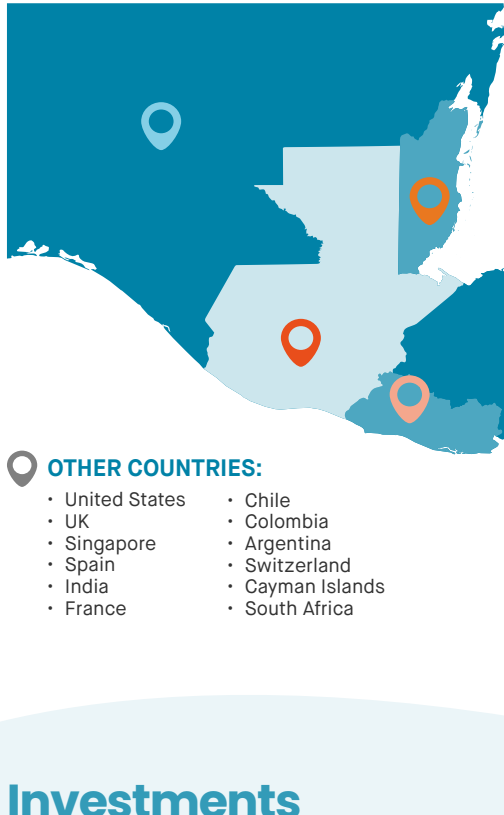 OTHER COUNTRIES:
· United States
· UK
· Singapore
· Spain
· India
· France
· Chile
· Colombia
· Argentina
· Switzerland
· Cayman Islands
· South Africa
Investments